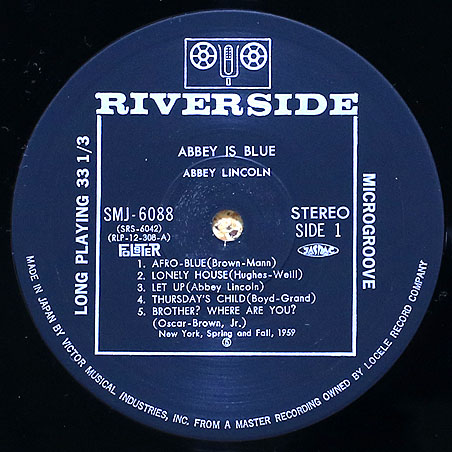 RIVERSIDE
ABBEY IS BLUE
ABBEY LINCOLN
SMJ-6088
(SRS-6042)
(RLP-12-308-A)
POLSTER
STEREO
SIDE 1
JASRAC
1. AFRO-BLUE(Brown-Mann)
2. LONELY HOUSE(Hughes-Weill)
3. LET UP(Abbey Lincoln)
4. THURSDAY'S CHILD(Boyd-Grand)
5. BROTHER? WHERE ARE YOU?
(Oscar-Brown, Jr.)
New York, Spring and Fall, 1959
LONG PLAYING 33 1/3
MICROGROOVE
MADE IN JAPAN BY VICTOR MUSICAL INDUSTRIES, INC. FROM A MASTER RECORDING OWNED BY LOCELE RECORD COMPANY